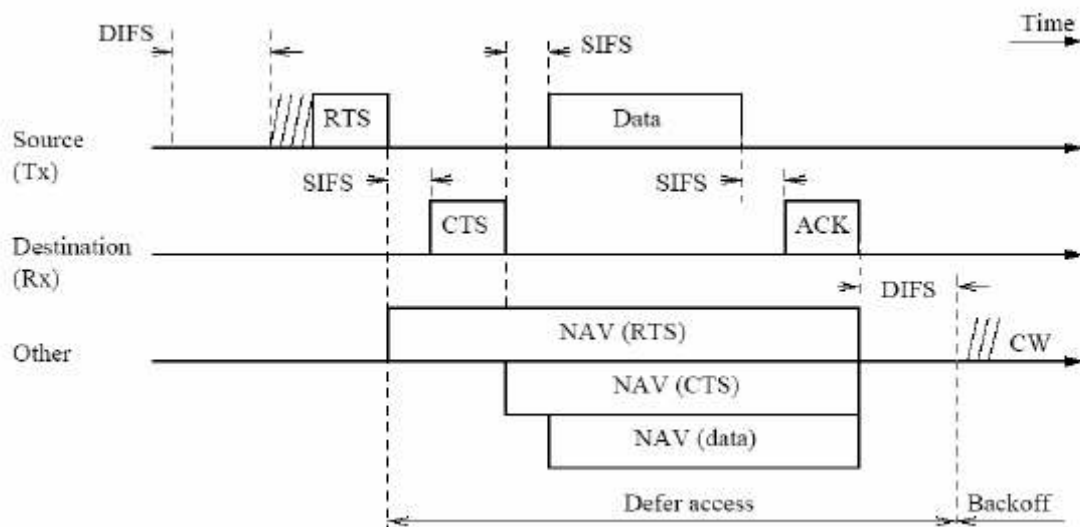 DIFS
SIFS
Time
RTS
Data
Source
(Tx)
SIFS
SIFS
CTS
ACK
Destination
(Rx)
DIFS
NAV (RTS)
Other
CW
NAV (CTS)
NAV (data)
Defer access
Backoff